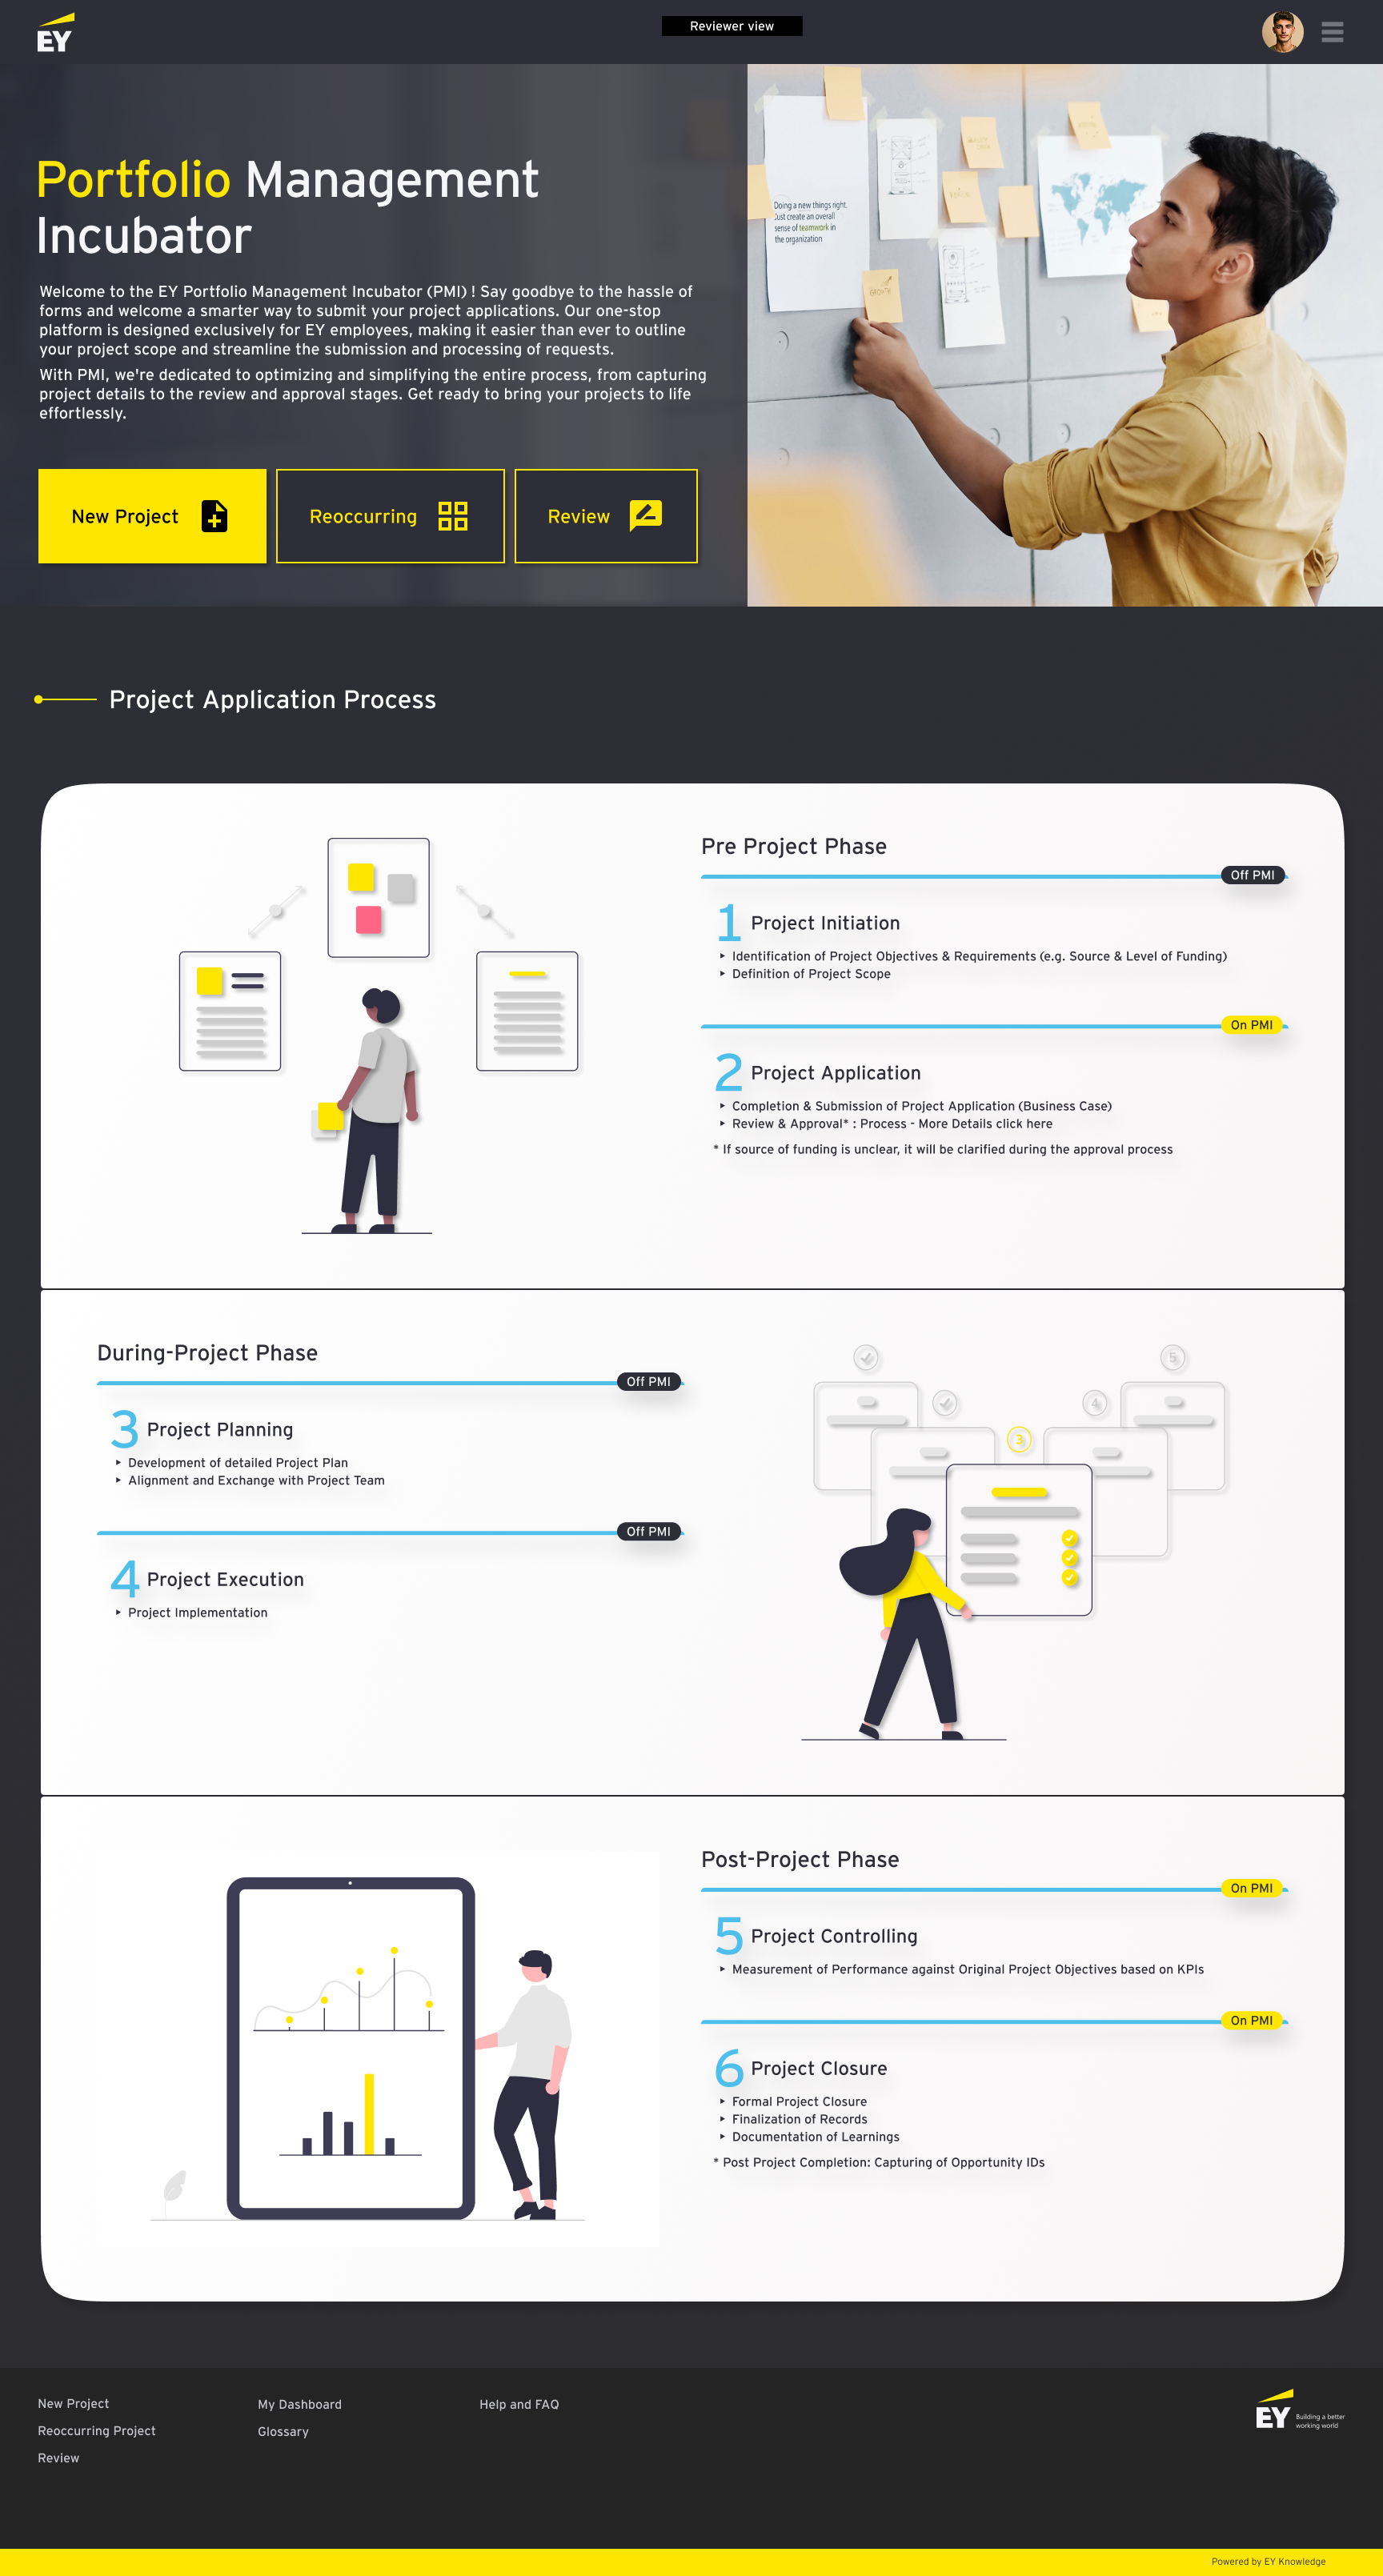 EY
Reviewer view
Portfolio Management
Incubator
Welcome to the EY Portfolio Management Incubator (PMI) ! Say goodbye to the hassle of
forms and welcome a smarter way to submit your project applications. Our one-stop
platform is designed exclusively for EY employees, making it easier than ever to outline
your project scope and streamline the submission and processing of requests.
With PMI, we're dedicated to optimizing and simplifying the entire process, from capturing
project details to the review and approval stages. Get ready to bring your projects to life
effortlessly.
New Project
Reoccurring
Review
Doing a new things right.
Just create an overall
sense of teamwork in
the organization
GROWTH
Project Application Process
Pre Project Phase
Off PMI
1 Project Initiation
‣ Identification of Project Objectives & Requirements (e.g. Source & Level of Funding)
‣ Definition of Project Scope
On PMI
2 Project Application
‣ Completion & Submission of Project Application (Business Case)
‣ Review & Approval* : Process - More Details click here
* If source of funding is unclear, it will be clarified during the approval process
During-Project Phase
Off PMI
3 Project Planning
‣ Development of detailed Project Plan
‣ Alignment and Exchange with Project Team
Off PMI
4 Project Execution
‣ Project Implementation
5
4
3
Post-Project Phase
On PMI
5 Project Controlling
‣ Measurement of Performance against Original Project Objectives based on KPIs
On PMI
6 Project Closure
‣ Formal Project Closure
‣ Finalization of Records
‣ Documentation of Learnings
* Post Project Completion: Capturing of Opportunity IDs
New Project
Reoccurring Project
Review
My Dashboard
Glossary
Help and FAQ
EY
Building a better
working world
Powered by EY Knowledge